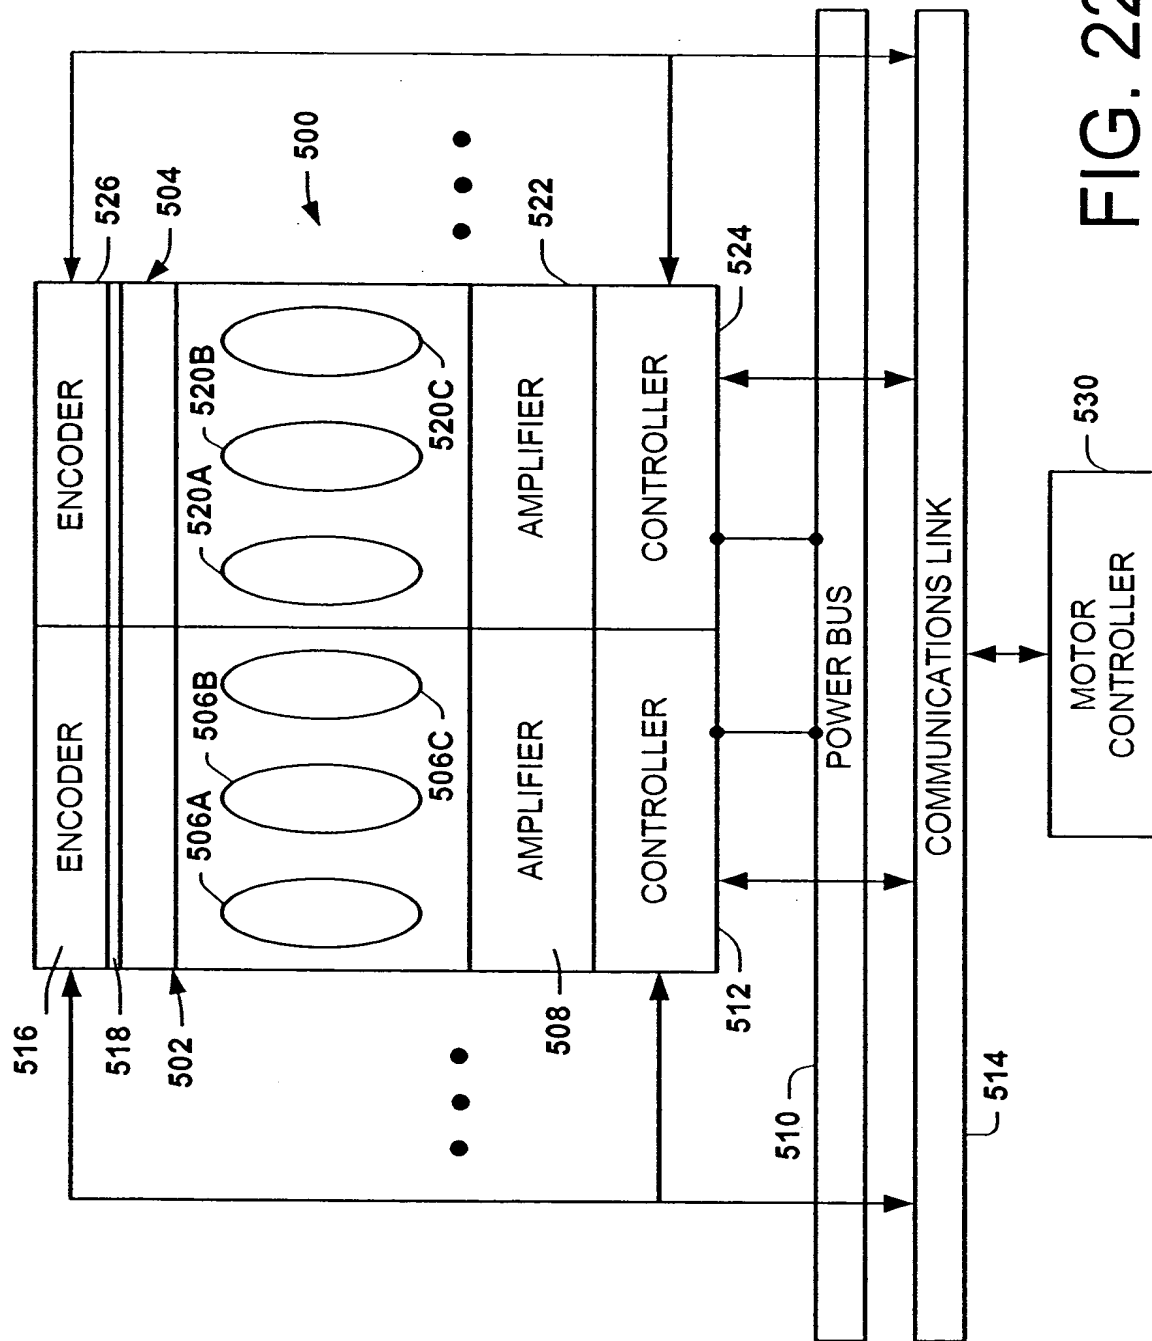 516
ENCODER
ENCODER
526
518
504
502
506A
506B
520A
520B
500
506C
520C
508
AMPLIFIER
AMPLIFIER
522
CONTROLLER
CONTROLLER
512
524
510
POWER BUS
COMMUNICATIONS LINK
514
MOTOR
CONTROLLER
530
FIG. 22